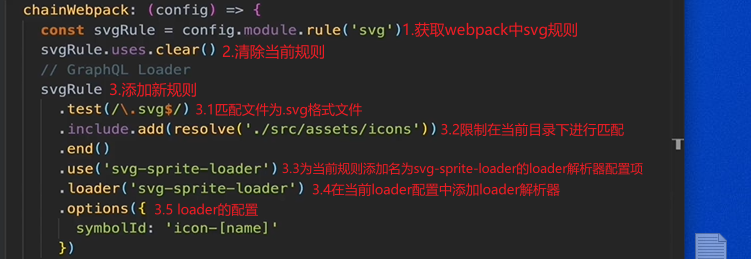 chainWebpack: (config) => {
const svgRule = config.module.rule('svg')1.获取webpack中svg规则
svgRule.uses.clear() 2.清除当前规则
// GraphQL Loader
svgRule 3.添加新规则
.test(/\.svg$/) 3.1匹配文件为.svg格式文件
.include.add(resolve('./src/assets/icons'))3.2限制在当前目录下进行匹配
.end()
.use('svg-sprite-loader') 3.3为当前规则添加名为svg-sprite-loader的loader解析器配置项
.loader('svg-sprite-loader') 3.4在当前loader配置中添加loader解析器
.options({ 3.5 loader的配置
symbolId: 'icon-[name]'
})